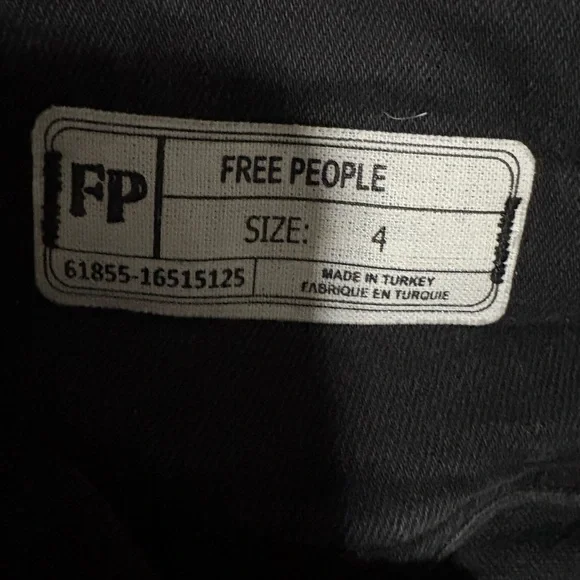 FP
FREE PEOPLE
SIZE: 4
61855-16515125
MADE IN TURKEY
FABRIQUE EN TURQUIE